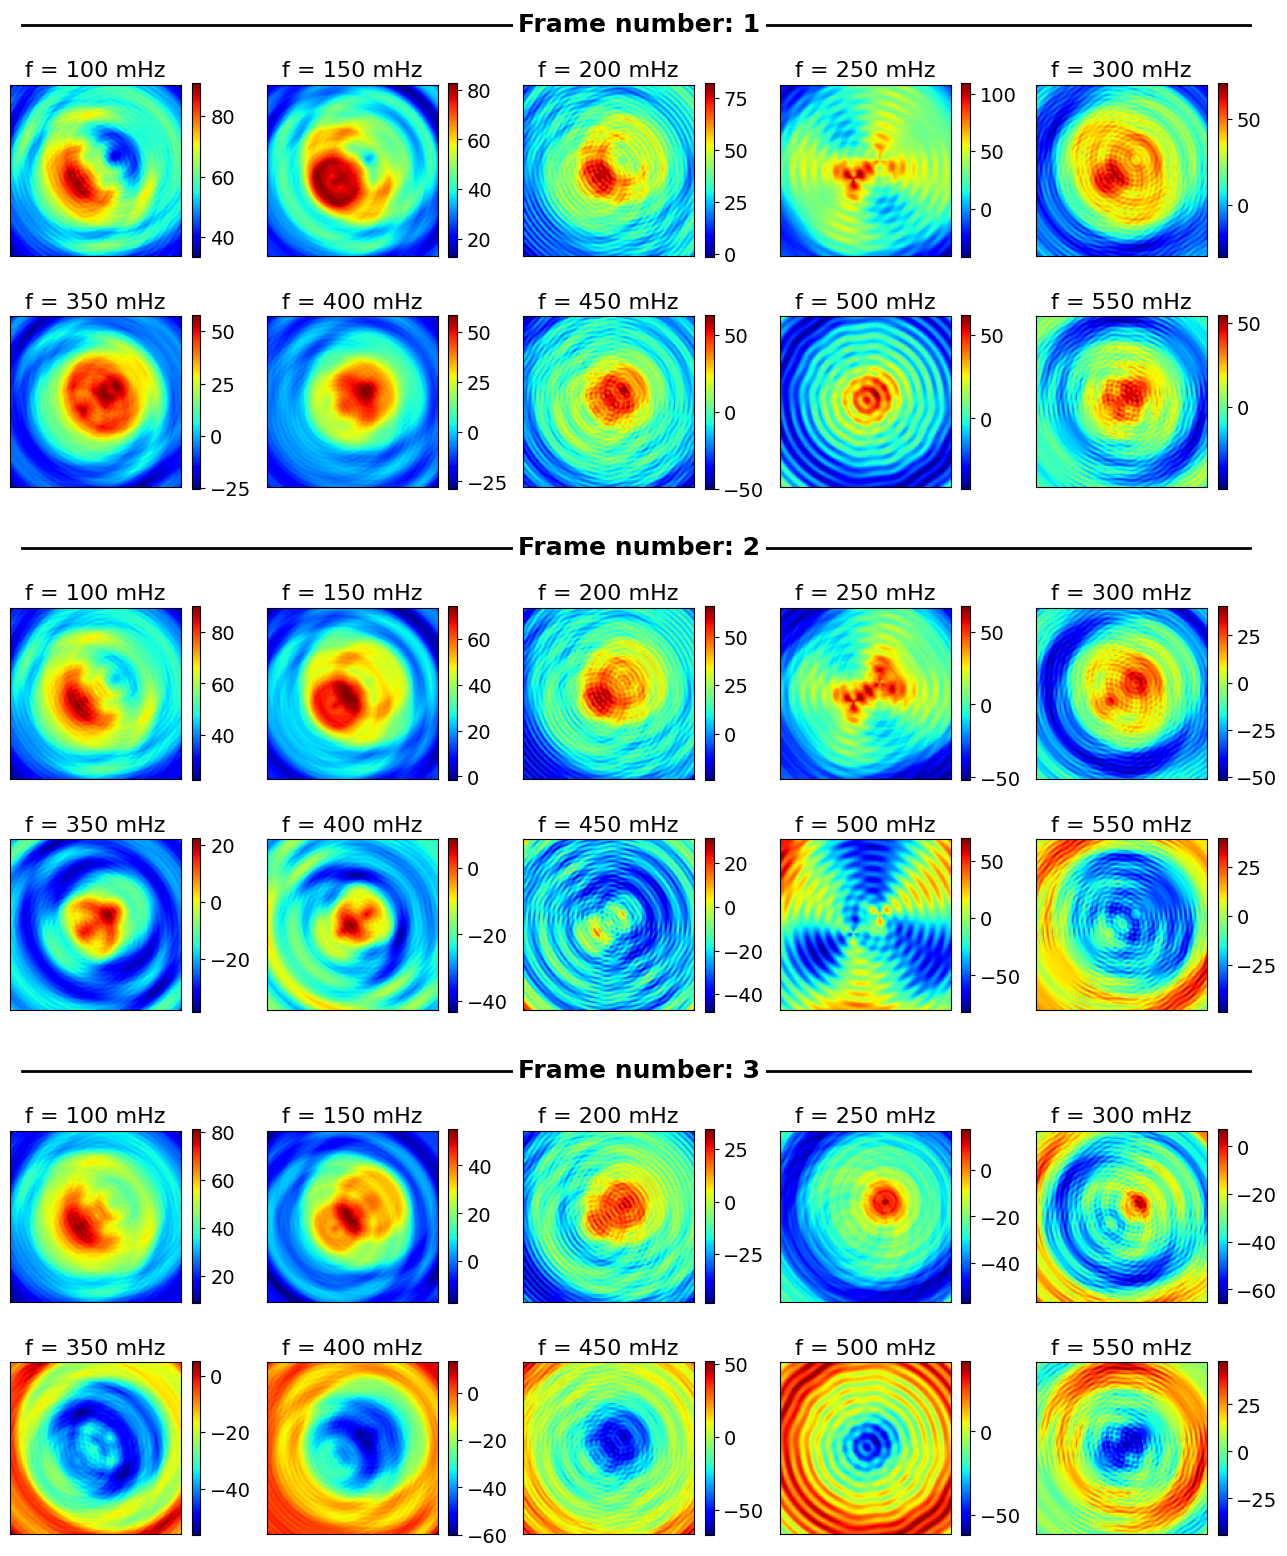 Frame number: 1
f = 100 mHz f = 150 mHz f = 200 mHz f = 250 mHz f = 300 mHz
80 60 40
80 60 40 20
75 50 25 0
100 50 0
50 0
f = 350 mHz f = 400 mHz f = 450 mHz f = 500 mHz f = 550 mHz
50 25 0 −25
50 25 0 −25
50 0 −50
50 0
50 0
Frame number: 2
f = 100 mHz f = 150 mHz f = 200 mHz f = 250 mHz f = 300 mHz
80 60 40
60 40 20 0
50 25 0
50 0 −50
25 0 −25 −50
f = 350 mHz f = 400 mHz f = 450 mHz f = 500 mHz f = 550 mHz
20 0 −20
0 −20 −40
20 0 −20 −40
50 0 −50
25 0 −25
Frame number: 3
f = 100 mHz f = 150 mHz f = 200 mHz f = 250 mHz f = 300 mHz
80 60 40 20
40 20 0
25 0 −25
0 −20 −40
0 −20 −40 −60
f = 350 mHz f = 400 mHz f = 450 mHz f = 500 mHz f = 550 mHz
0 −20 −40
0 −20 −40 −60
50 0 −50
0 −50
25 0 −25